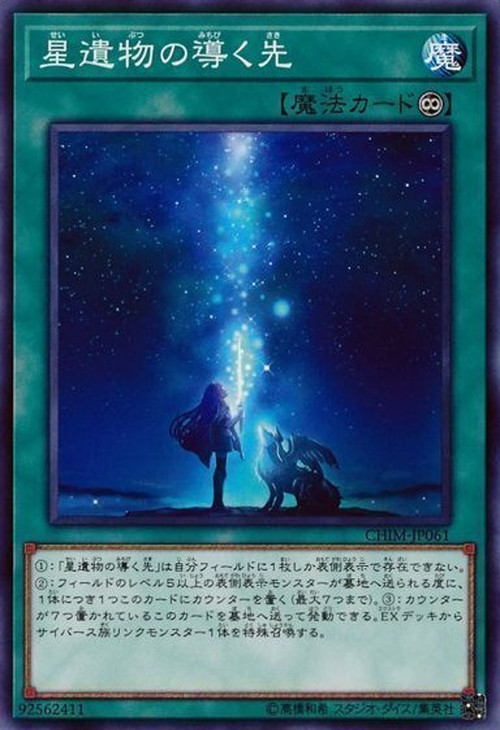 星遺物の導く先
魔
【魔法カード】
CHIM-JP061
①：「星遺物の導く先」は自分フィールドに1枚しか表側表示で存在できない。
②：フィールドのレベル5以上の表側表示モンスターが墓地へ送られる度に、
1体につき1つこのカードにカウンターを置く(最大7つまで)。③：カウンター
が7つ置かれているこのカードを墓地へ送って発動できる。EXデッキから
サイバース族リンクモンスター1体を特殊召喚する。
92562411
©高橋和希 スタジオ・ダイス/集英社